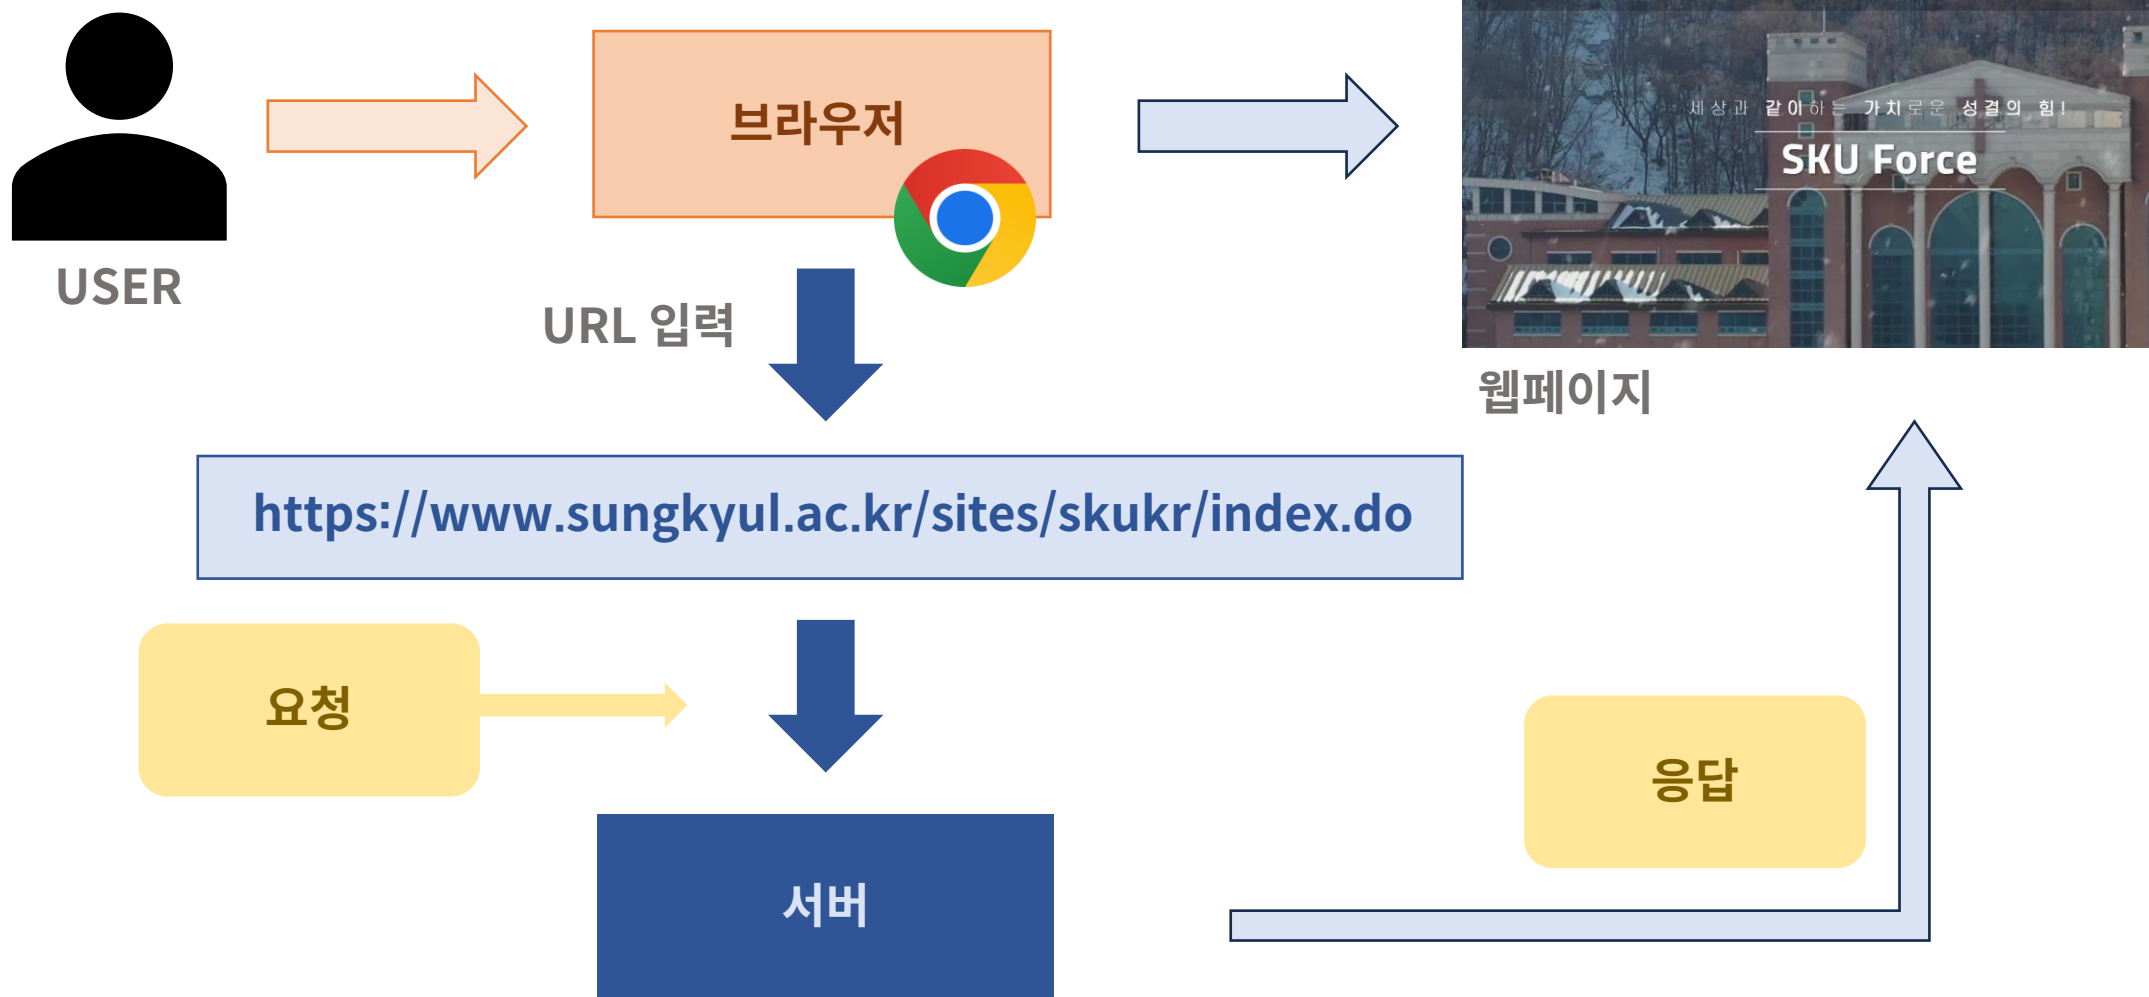 브라우져
세상과 같이하는 가치로운 성결의 힘!
SKU Force
USER
URL 입력
웹페이지
https://www.sungkyul.ac.kr/sites/skukr/index.do
요청
응답
서버